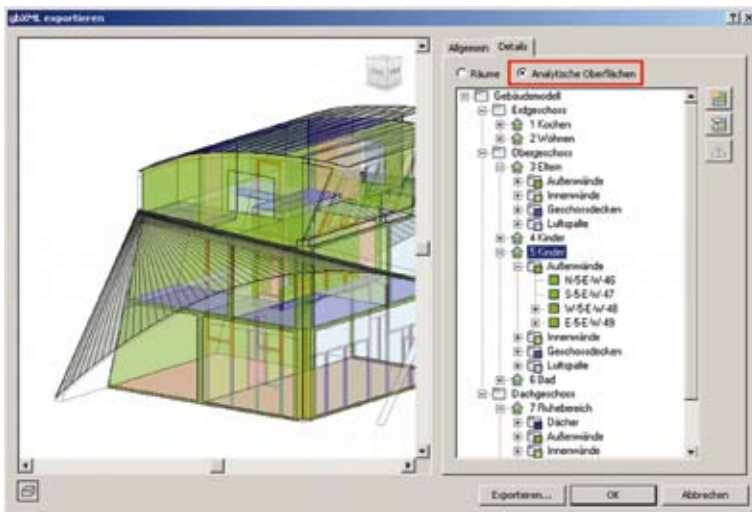 gbXML exportieren
Allgemein Details
Räume Analytische Oberflächen
Gebäudemodell
Erdgeschoss
1 Kochen
2 Wohnen
Obergeschoss
3 Eltern
Außenwände
Innenwände
Geschossdecken
Luftspalte
4 Kinder
5 Kinder
Außenwände
N-5-E-W-46
S-5-E-W-47
W-5-E-W-48
E-5-E-W-49
Innenwände
Geschossdecken
Luftspalte
6 Bad
Dachgeschoss
7 Ruhebereich
Dächer
Außenwände
Innenwände
Exportieren... OK Abbrechen